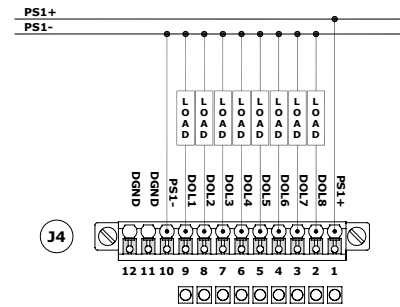 PS1+
PS1-
LOAD LOAD LOAD LOAD LOAD LOAD LOAD LOAD
DGND DGND PS1- DOL1 DOL2 DOL3 DOL4 DOL5 DOL6 DOL7 DOL8 PS1+
J4
12 11 10 9 8 7 6 5 4 3 2 1